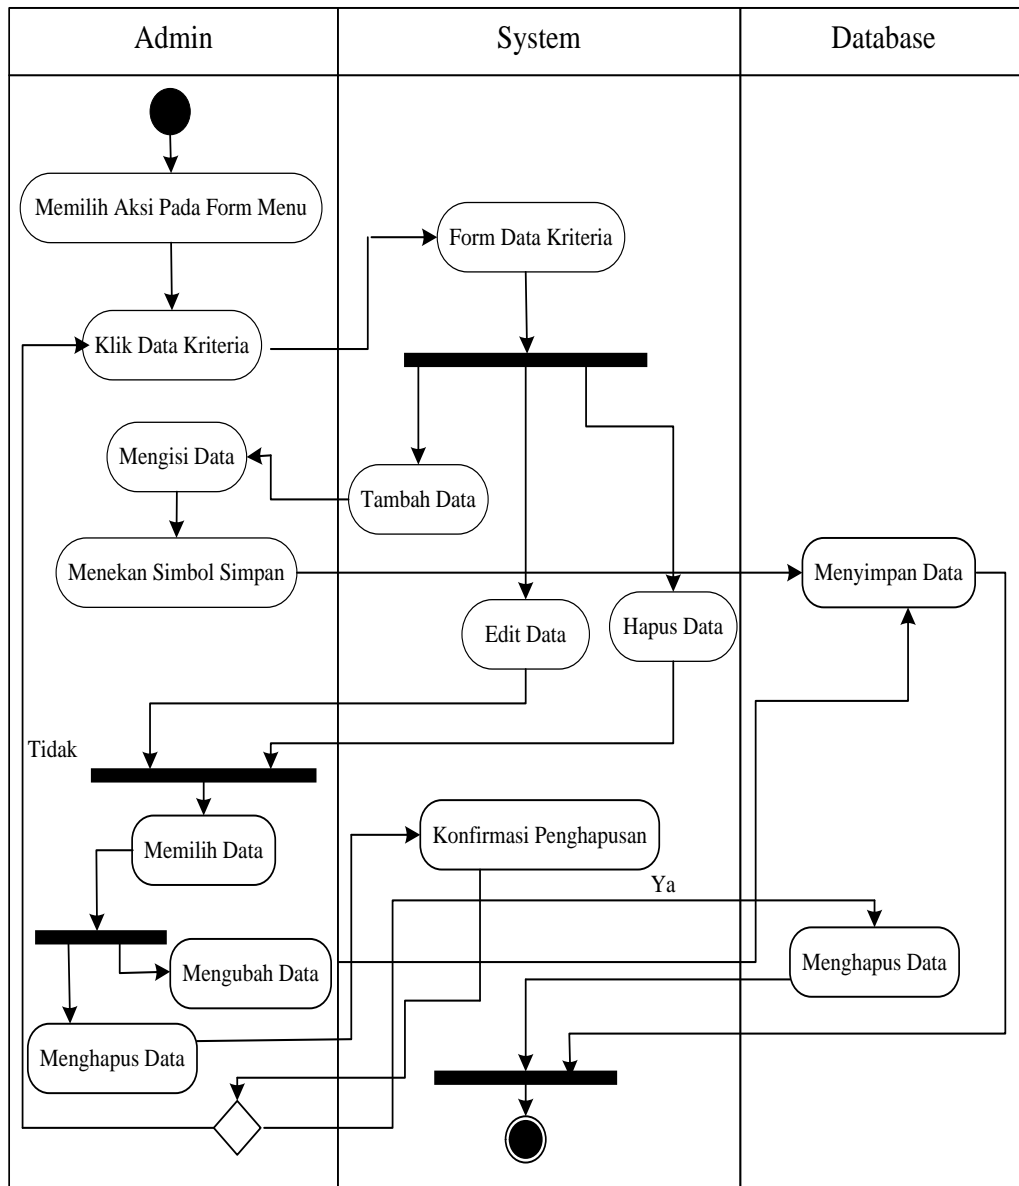 Admin
System
Database
Memilih Aksi Pada Form Menu
Form Data Kriteria
Klik Data Kriteria
Mengisi Data
Tambah Data
Menekan Simbol Simpan
Menyimpan Data
Edit Data
Hapus Data
Tidak
Memilih Data
Konfirmasi Penghapusan
Ya
Mengubah Data
Menghapus Data
Menghapus Data